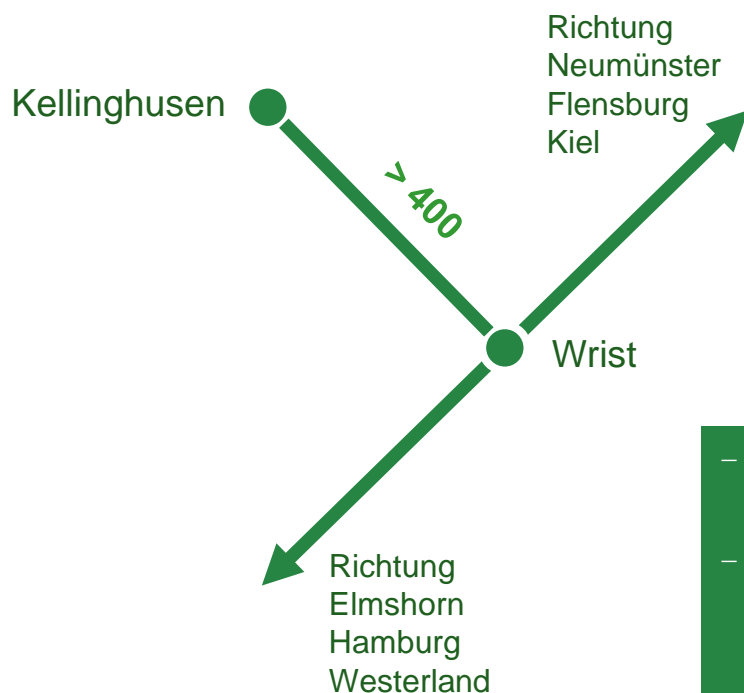 Richtung
Neumünster
Flensburg
Kiel
Kellinghusen
> 400
Wrist
–
–
Richtung
Elmshorn
Hamburg
Westerland